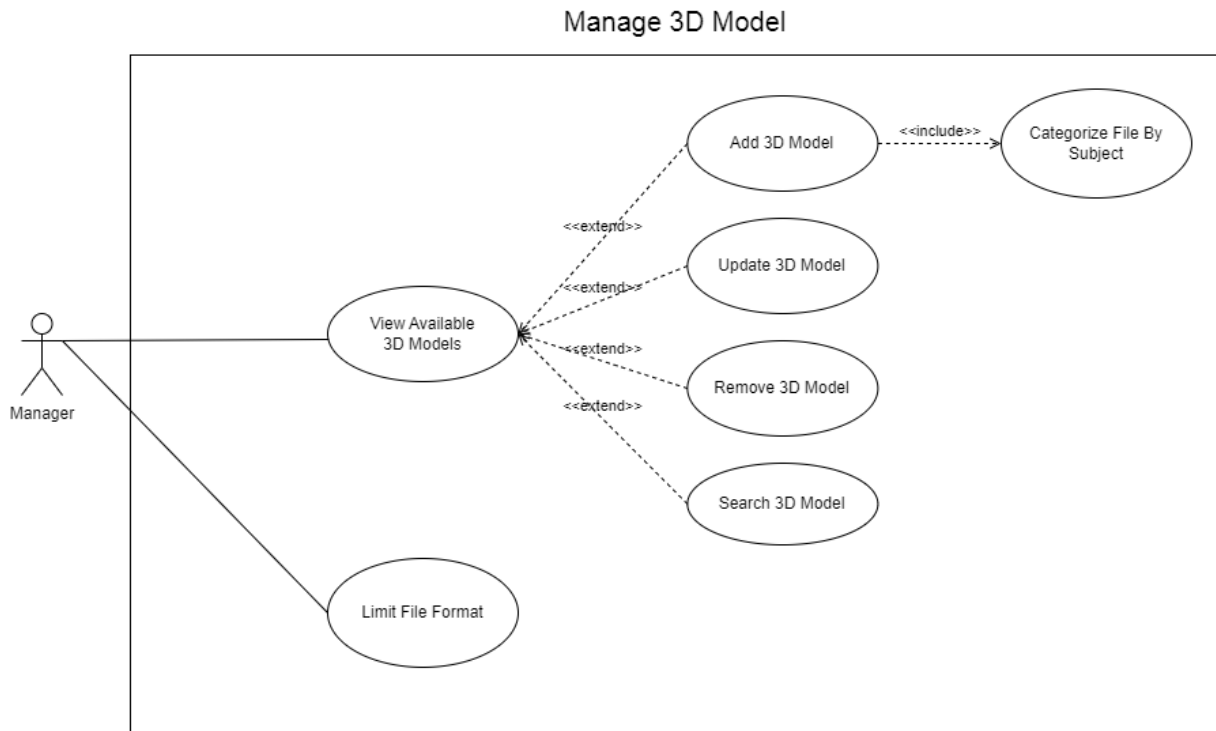 Manage 3D Model
Add 3D Model
<<include>>
Categorize File By
Subject
<<extend>>
Update 3D Model
<<extend>>
View Available
3D Models
<<extend>>
Remove 3D Model
<<extend>>
Manager
Search 3D Model
Limit File Format